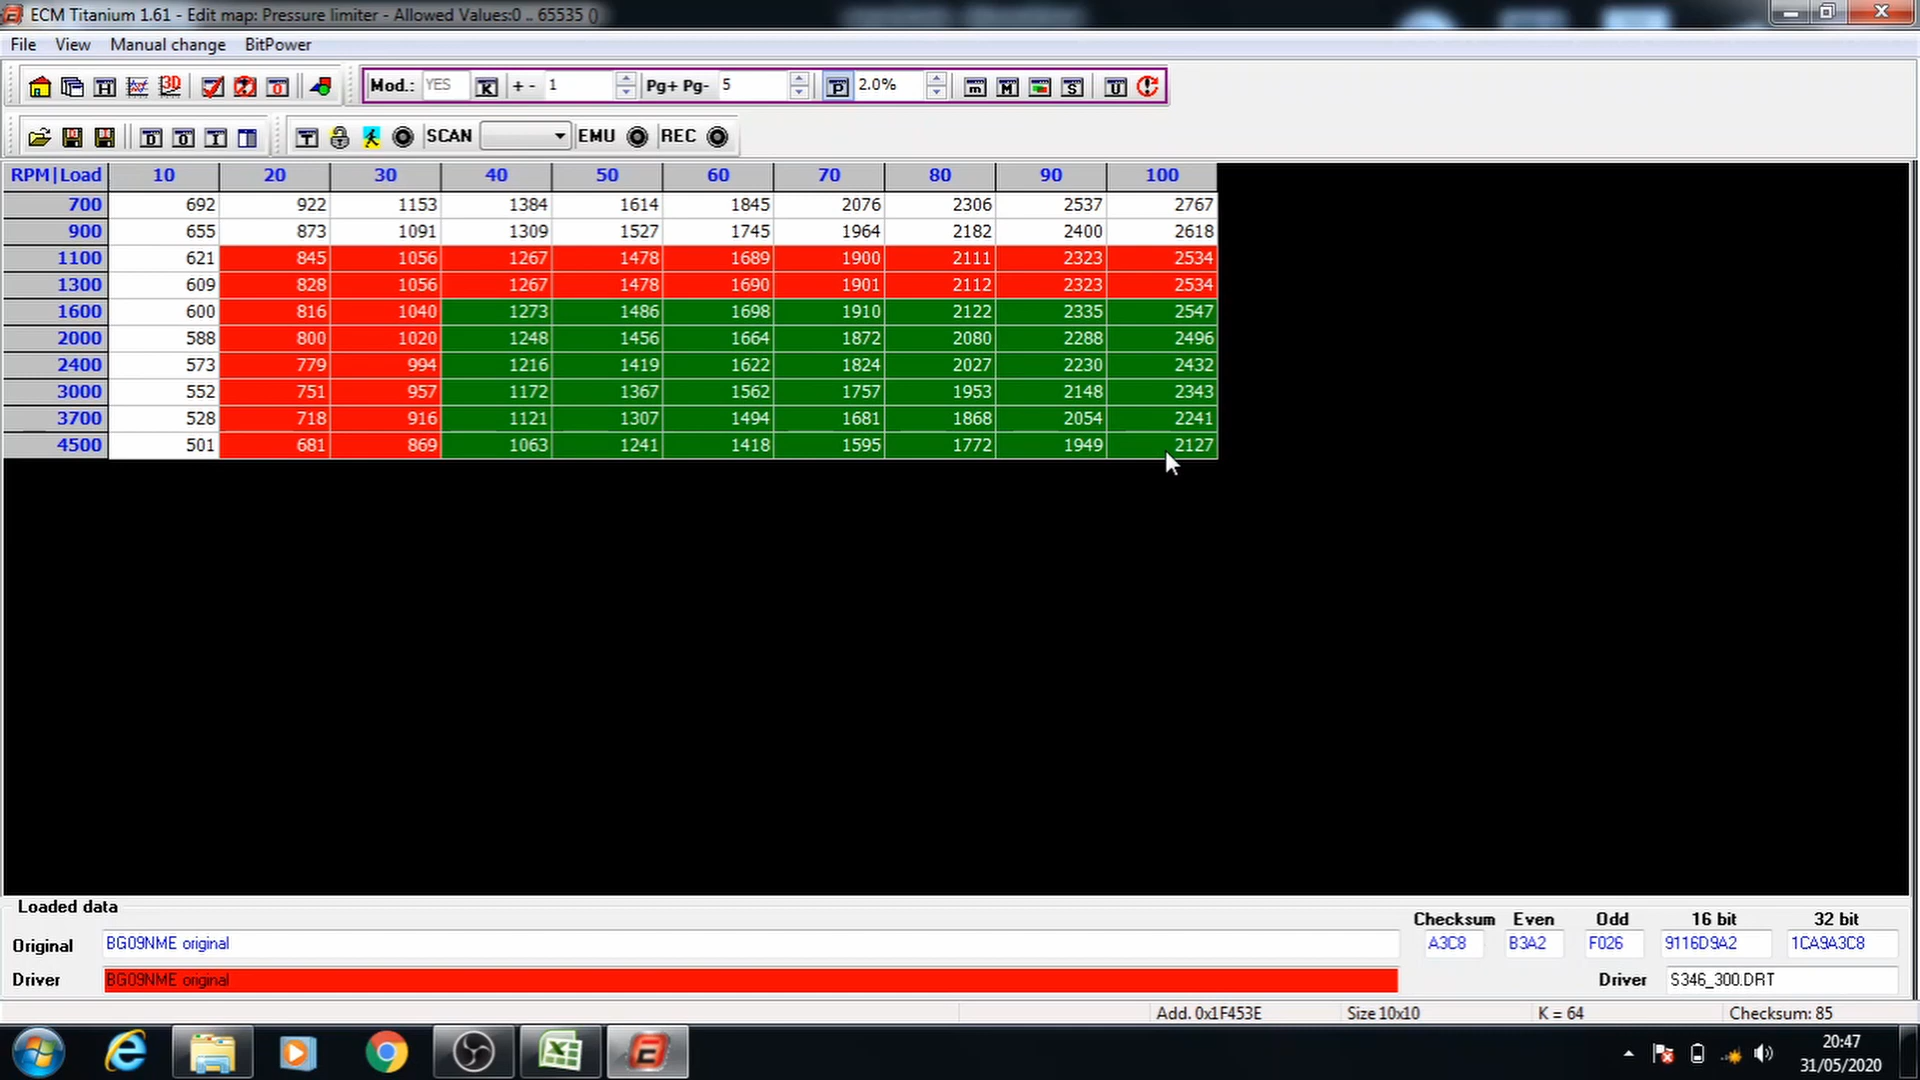 ECM Titanium 1.61 - Edit map: Pressure limiter - Allowed Values:0 .. 65535 ()
File View Manual change BitPower
3D Mod.: YES K + - 1 Pg+ Pg- 5 P 2.0% m M S U
D O I T SCAN EMU REC
RPM|Load 10 20 30 40 50 60 70 80 90 100
700 692 922 1153 1384 1614 1845 2076 2306 2537 2767
900 655 873 1091 1309 1527 1745 1964 2182 2400 2618
1100 621 845 1056 1267 1478 1689 1900 2111 2323 2534
1300 609 828 1056 1267 1478 1690 1901 2112 2323 2534
1600 600 816 1040 1273 1486 1698 1910 2122 2335 2547
2000 588 800 1020 1248 1456 1664 1872 2080 2288 2496
2400 573 779 994 1216 1419 1622 1824 2027 2230 2432
3000 552 751 957 1172 1367 1562 1757 1953 2148 2343
3700 528 718 916 1121 1307 1494 1681 1868 2054 2241
4500 501 681 869 1063 1241 1418 1595 1772 1949 2127
Loaded data
Checksum Even Odd 16 bit 32 bit
Original BG09NME original A3C8 B3A2 F026 9116D9A2 1CA9A3C8
Driver BG09NME original Driver S346_300.DRT
Add. 0x1F453E Size 10x10 K = 64 Checksum: 85
20:47
31/05/2020